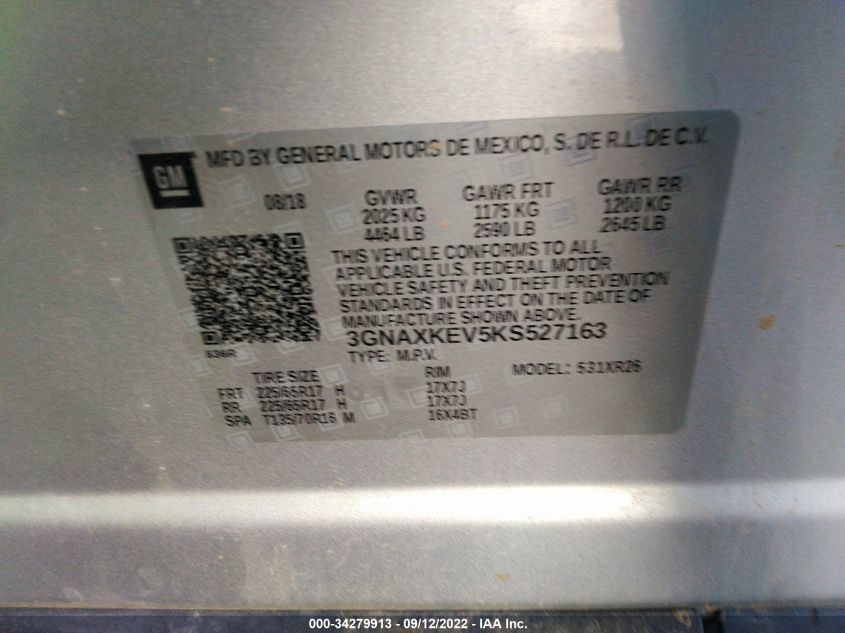 GM
MFD BY GENERAL MOTORS DE MEXICO, S. DE R.L. DE C.V.
08/18 GVWR GAWR FRT GAWR RR
2025 KG 1175 KG 1200 KG
4464 LB 2590 LB 2645 LB
THIS VEHICLE CONFORMS TO ALL
APPLICABLE U.S. FEDERAL MOTOR
VEHICLE SAFETY AND THEFT PREVENTION
STANDARDS IN EFFECT ON THE DATE OF
MANUFACTURE SHOWN ABOVE.
3GNAXKEV5KS527163
TYPE: M.P.V. MODEL: 531XR26
TIRE SIZE RIM
FRT 225/65R17 H 17X7J
RR 225/65R17 H 17X7J
SPA T135/70R16 M 16X4BT
000-34279913 - 09/12/2022 - IAA Inc.